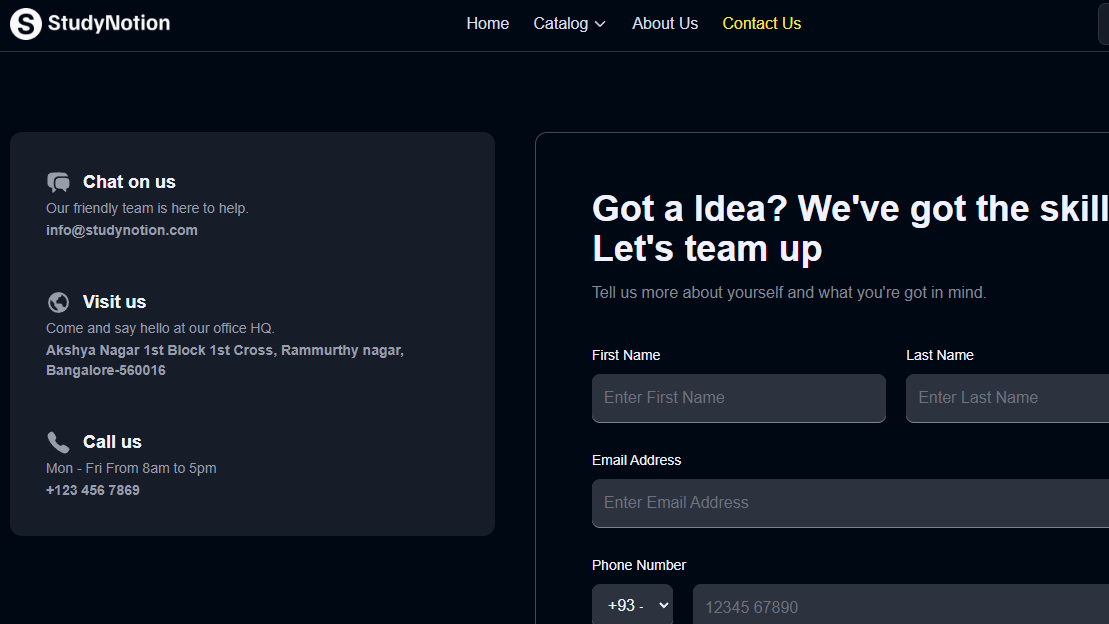 StudyNotion
Home Catalog About Us Contact Us
Chat on us
Our friendly team is here to help.
info@studynotion.com
Visit us
Come and say hello at our office HQ.
Akshya Nagar 1st Block 1st Cross, Rammurthy nagar,
Bangalore-560016
Call us
Mon - Fri From 8am to 5pm
+123 456 7869
Got a Idea? We've got the skill
Let's team up
Tell us more about yourself and what you're got in mind.
First Name Last Name
Enter First Name Enter Last Name
Email Address
Enter Email Address
Phone Number
+93 - 12345 67890